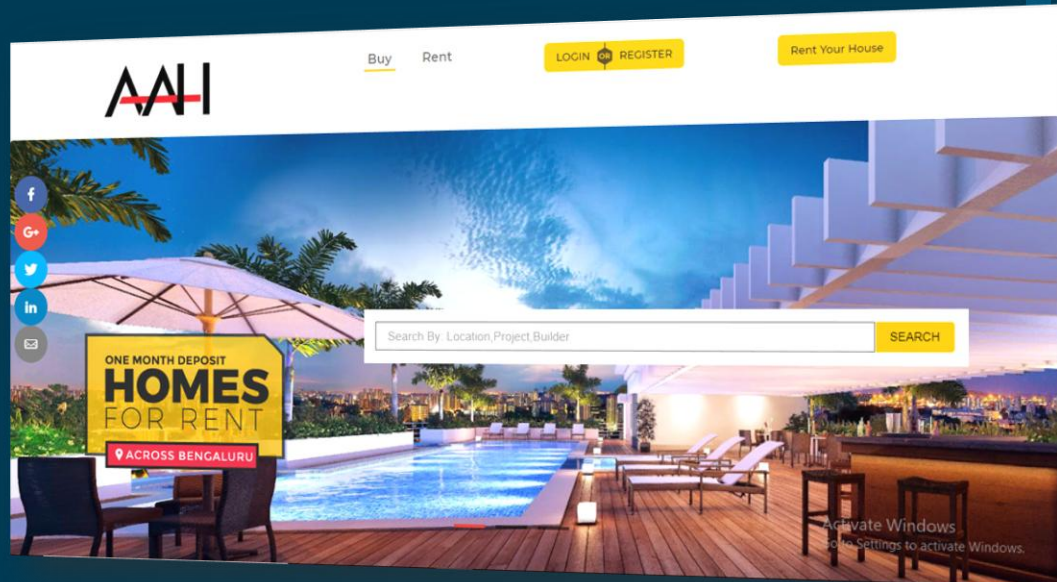 AAH
Buy Rent LOGIN OR REGISTER Rent Your House
f
G+
in
Search By. Location,Project,Builder SEARCH
ONE MONTH DEPOSIT
HOMES
FOR RENT
ACROSS BENGALURU
Activate Windows
Go to Settings to activate Windows.